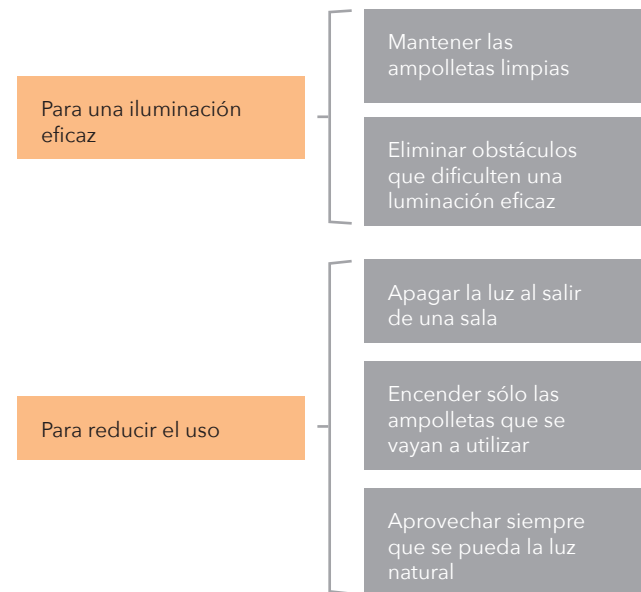 Para una iluminación
eficaz
Mantener las
ampolletas limpias
Eliminar obstáculos
que dificulten una
luminación eficaz
Para reducir el uso
Apagar la luz al salir
de una sala
Encender sólo las
ampolletas que se
vayan a utilizar
Aprovechar siempre
que se pueda la luz
natural